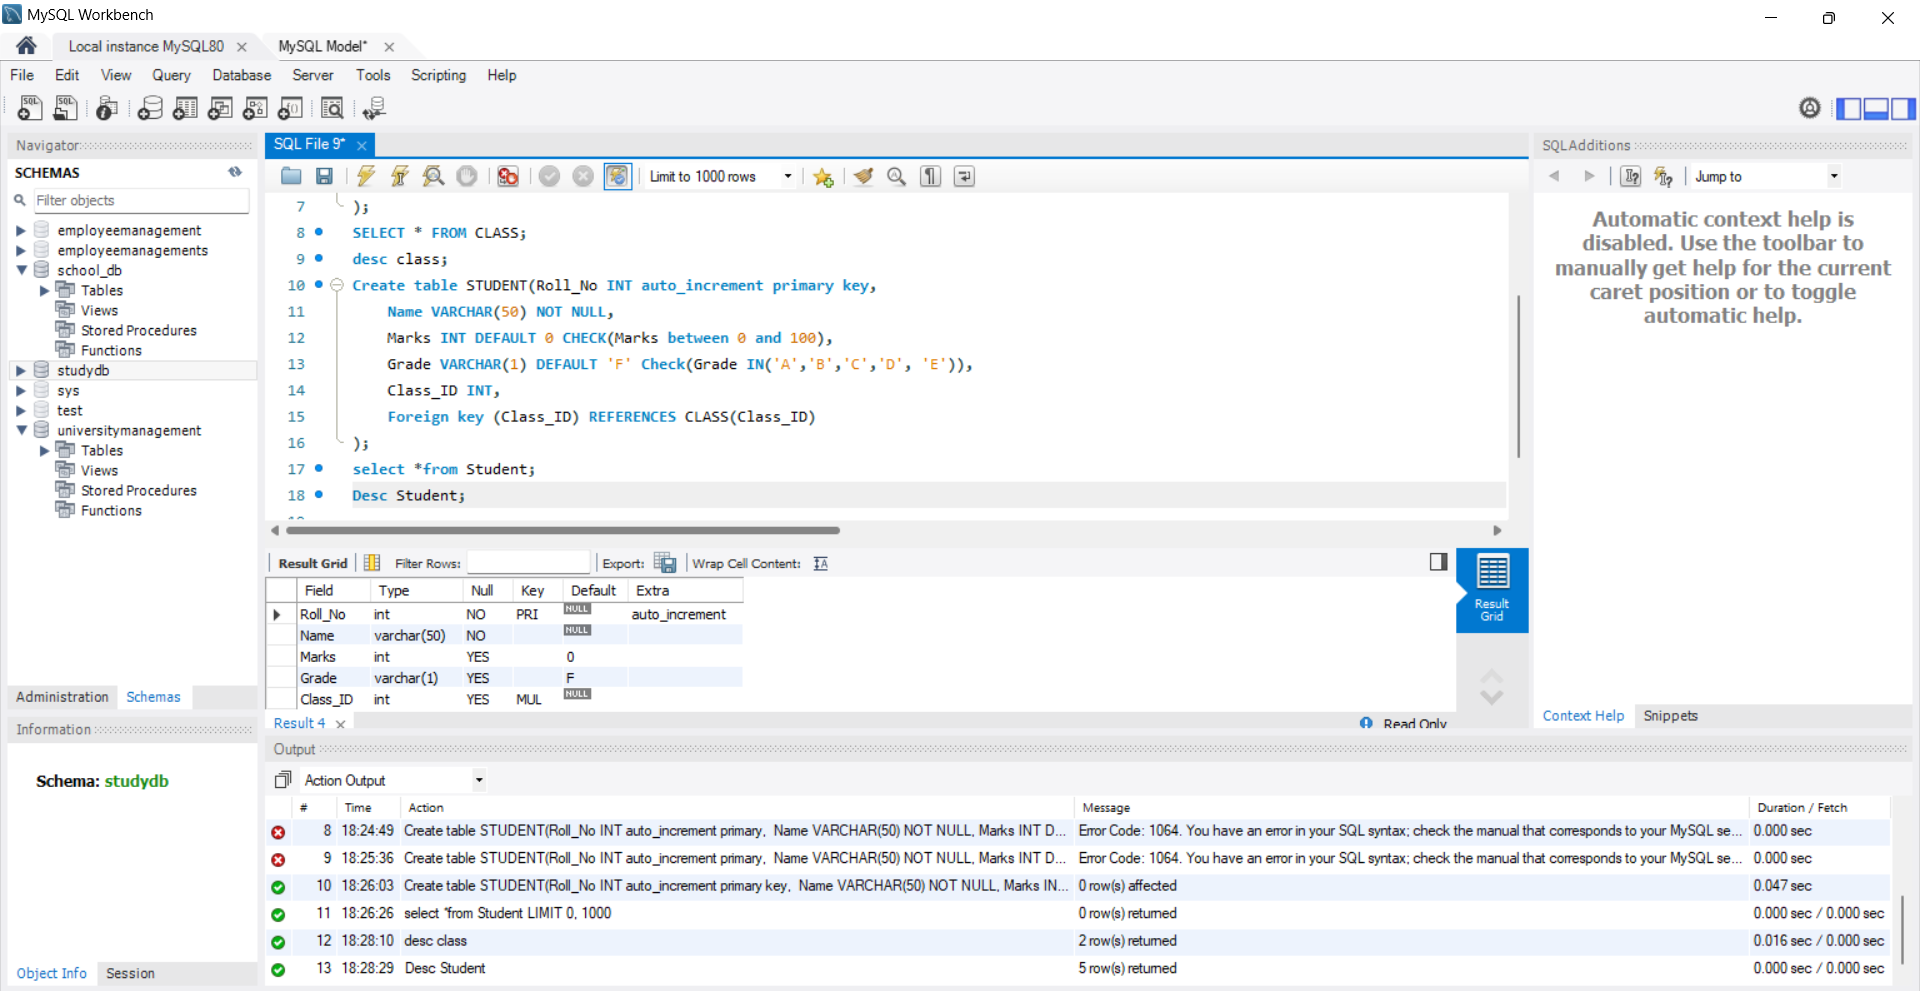 MySQL Workbench
Local instance MySQL80
MySQL Model*
File Edit View Query Database Server Tools Scripting Help
Navigator
SCHEMAS
Filter objects
employeemanagement
employeemanagements
school_db
Tables
Views
Stored Procedures
Functions
studydb
sys
test
universitymanagement
Tables
Views
Stored Procedures
Functions
Administration Schemas
Information
Schema: studydb
Object Info Session
SQL File 9*
Limit to 1000 rows
7 );
8 SELECT * FROM CLASS;
9 desc class;
10 Create table STUDENT(Roll_No INT auto_increment primary key,
11 Name VARCHAR(50) NOT NULL,
12 Marks INT DEFAULT 0 CHECK(Marks between 0 and 100),
13 Grade VARCHAR(1) DEFAULT 'F' Check(Grade IN('A','B','C','D', 'E')),
14 Class_ID INT,
15 Foreign key (Class_ID) REFERENCES CLASS(Class_ID)
16 );
17 select *from Student;
18 Desc Student;
Result Grid Filter Rows: Export: Wrap Cell Content:
Field Type Null Key Default Extra
Roll_No int NO PRI NULL auto_increment
Name varchar(50) NO NULL
Marks int YES 0
Grade varchar(1) YES F
Class_ID int YES MUL NULL
Result Grid
Result 4
Read Only
SQLAdditions
Jump to
Automatic context help is
disabled. Use the toolbar to
manually get help for the current
caret position or to toggle
automatic help.
Context Help Snippets
Output
Action Output
# Time Action Message Duration / Fetch
8 18:24:49 Create table STUDENT(Roll_No INT auto_increment primary, Name VARCHAR(50) NOT NULL, Marks INT D... Error Code: 1064. You have an error in your SQL syntax; check the manual that corresponds to your MySQL se... 0.000 sec
9 18:25:36 Create table STUDENT(Roll_No INT auto_increment primary, Name VARCHAR(50) NOT NULL, Marks INT D... Error Code: 1064. You have an error in your SQL syntax; check the manual that corresponds to your MySQL se... 0.000 sec
10 18:26:03 Create table STUDENT(Roll_No INT auto_increment primary key, Name VARCHAR(50) NOT NULL, Marks IN... 0 row(s) affected 0.047 sec
11 18:26:26 select *from Student LIMIT 0, 1000 0 row(s) returned 0.000 sec / 0.000 sec
12 18:28:10 desc class 2 row(s) returned 0.016 sec / 0.000 sec
13 18:28:29 Desc Student 5 row(s) returned 0.000 sec / 0.000 sec